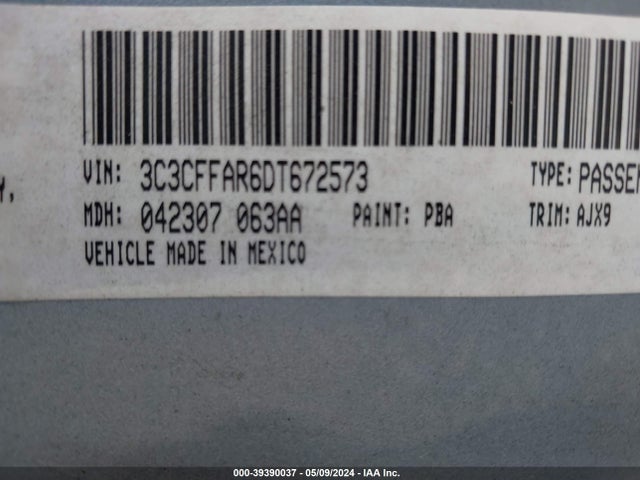 VIN: 3C3CFFAR6DT672573 TYPE: PASSEN
Y, MDH: 042307 063AA PAINT: PBA TRIM: AJX9
VEHICLE MADE IN MEXICO
000-39390037 - 05/09/2024 - IAA Inc.